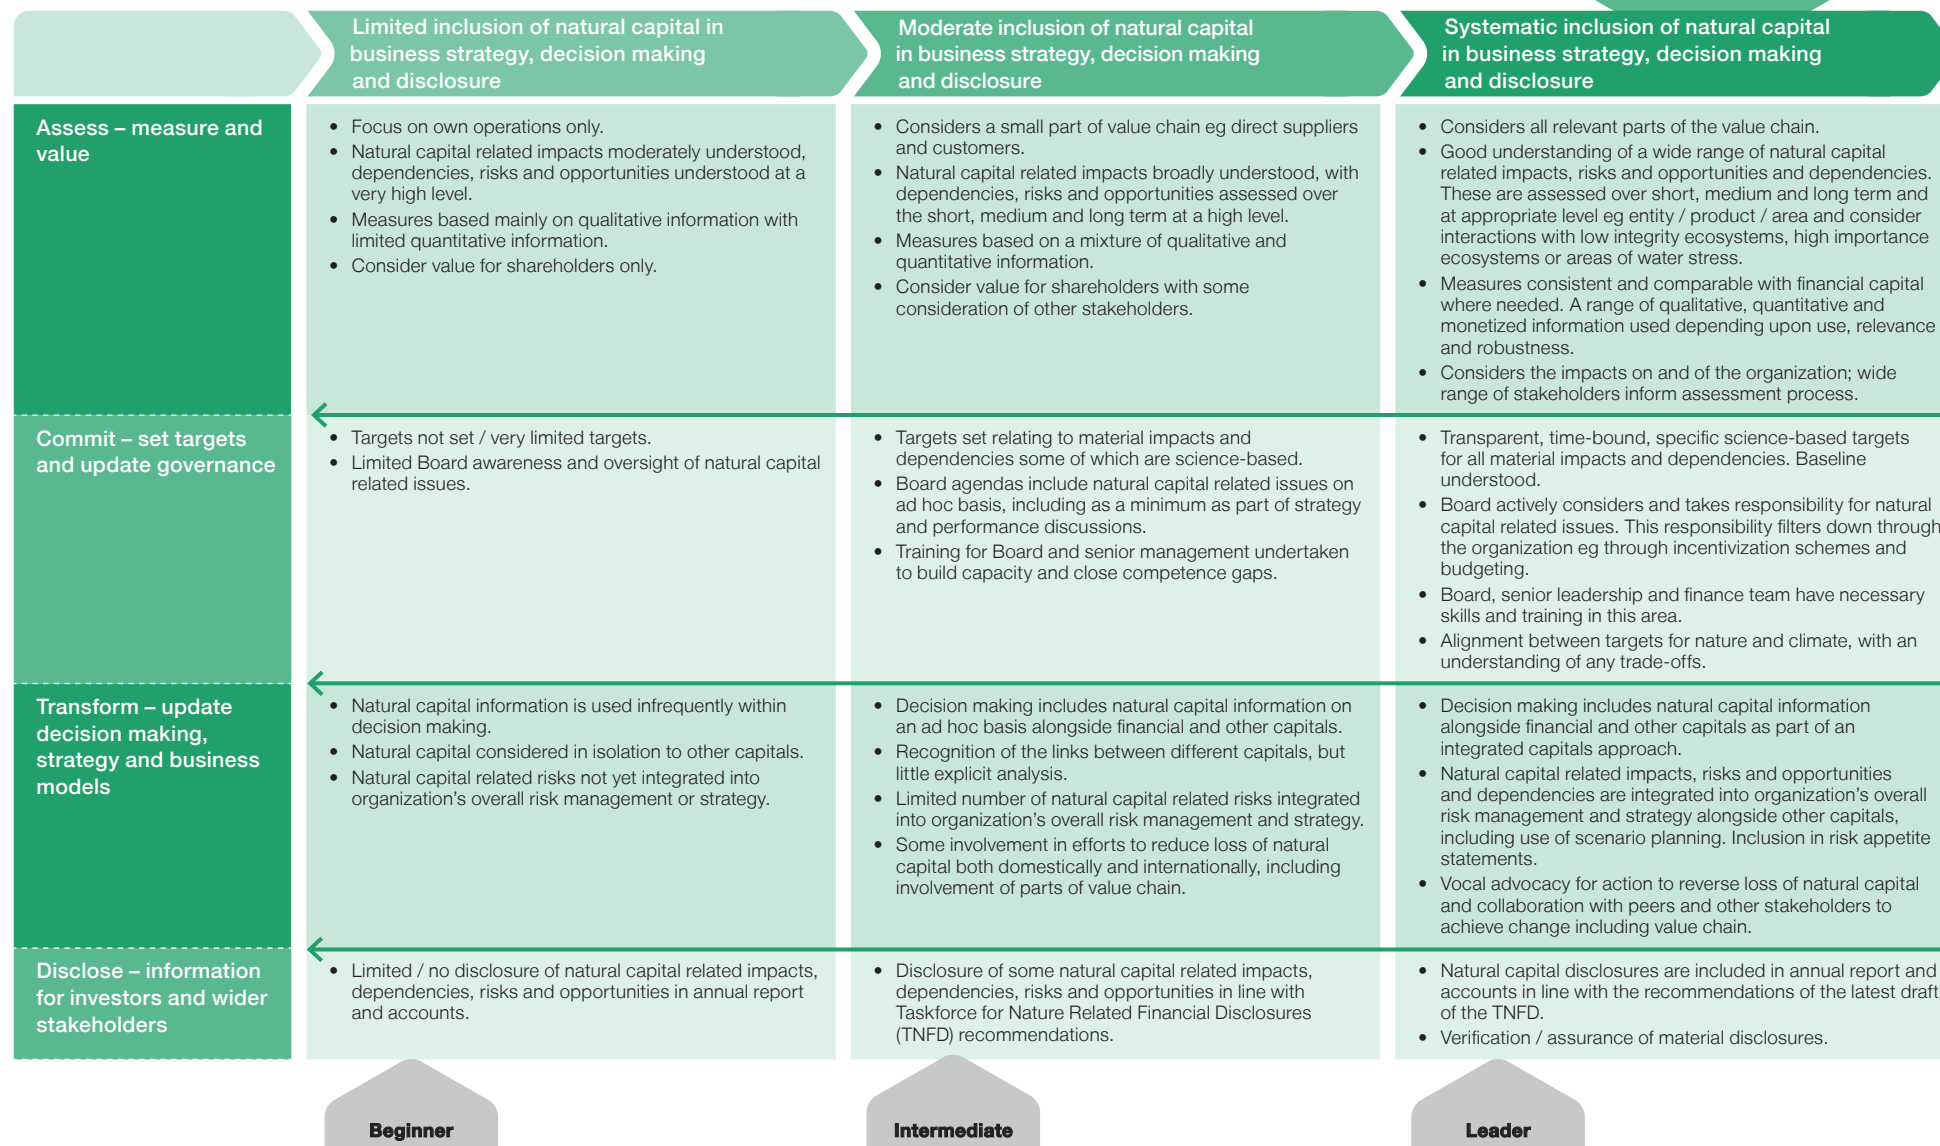 Limited inclusion of natural capital in
business strategy, decision making
and disclosure
Moderate inclusion of natural capital
in business strategy, decision making
and disclosure
Systematic inclusion of natural capital
in business strategy, decision making
and disclosure
Assess – measure and
value
• Focus on own operations only.
• Natural capital related impacts moderately understood,
dependencies, risks and opportunities understood at a
very high level.
• Measures based mainly on qualitative information with
limited quantitative information.
• Consider value for shareholders only.
• Considers a small part of value chain eg direct suppliers
and customers.
• Natural capital related impacts broadly understood, with
dependencies, risks and opportunities assessed over
the short, medium and long term at a high level.
• Measures based on a mixture of qualitative and
quantitative information.
• Consider value for shareholders with some
consideration of other stakeholders.
• Considers all relevant parts of the value chain.
• Good understanding of a wide range of natural capital
related impacts, risks and opportunities and dependencies.
These are assessed over short, medium and long term and
at appropriate level eg entity / product / area and consider
interactions with low integrity ecosystems, high importance
ecosystems or areas of water stress.
• Measures consistent and comparable with financial capital
where needed. A range of qualitative, quantitative and
monetized information used depending upon use, relevance
and robustness.
• Considers the impacts on and of the organization; wide
range of stakeholders inform assessment process.
Commit – set targets
and update governance
• Targets not set / very limited targets.
• Limited Board awareness and oversight of natural capital
related issues.
• Targets set relating to material impacts and
dependencies some of which are science-based.
• Board agendas include natural capital related issues on
ad hoc basis, including as a minimum as part of strategy
and performance discussions.
• Training for Board and senior management undertaken
to build capacity and close competence gaps.
• Transparent, time-bound, specific science-based targets
for all material impacts and dependencies. Baseline
understood.
• Board actively considers and takes responsibility for natural
capital related issues. This responsibility filters down through
the organization eg through incentivization schemes and
budgeting.
• Board, senior leadership and finance team have necessary
skills and training in this area.
• Alignment between targets for nature and climate, with an
understanding of any trade-offs.
Transform – update
decision making,
strategy and business
models
• Natural capital information is used infrequently within
decision making.
• Natural capital considered in isolation to other capitals.
• Natural capital related risks not yet integrated into
organization's overall risk management or strategy.
• Decision making includes natural capital information on
an ad hoc basis alongside financial and other capitals.
• Recognition of the links between different capitals, but
little explicit analysis.
• Limited number of natural capital related risks integrated
into organization's overall risk management and strategy.
• Some involvement in efforts to reduce loss of natural
capital both domestically and internationally, including
involvement of parts of value chain.
• Decision making includes natural capital information
alongside financial and other capitals as part of an
integrated capitals approach.
• Natural capital related impacts, risks and opportunities
and dependencies are integrated into organization's overall
risk management and strategy alongside other capitals,
including use of scenario planning. Inclusion in risk appetite
statements.
• Vocal advocacy for action to reverse loss of natural capital
and collaboration with peers and other stakeholders to
achieve change including value chain.
Disclose – information
for investors and wider
stakeholders
• Limited / no disclosure of natural capital related impacts,
dependencies, risks and opportunities in annual report
and accounts.
• Disclosure of some natural capital related impacts,
dependencies, risks and opportunities in line with
Taskforce for Nature Related Financial Disclosures
(TNFD) recommendations.
• Natural capital disclosures are included in annual report and
accounts in line with the recommendations of the latest draft
of the TNFD.
• Verification / assurance of material disclosures.
Beginner
Intermediate
Leader